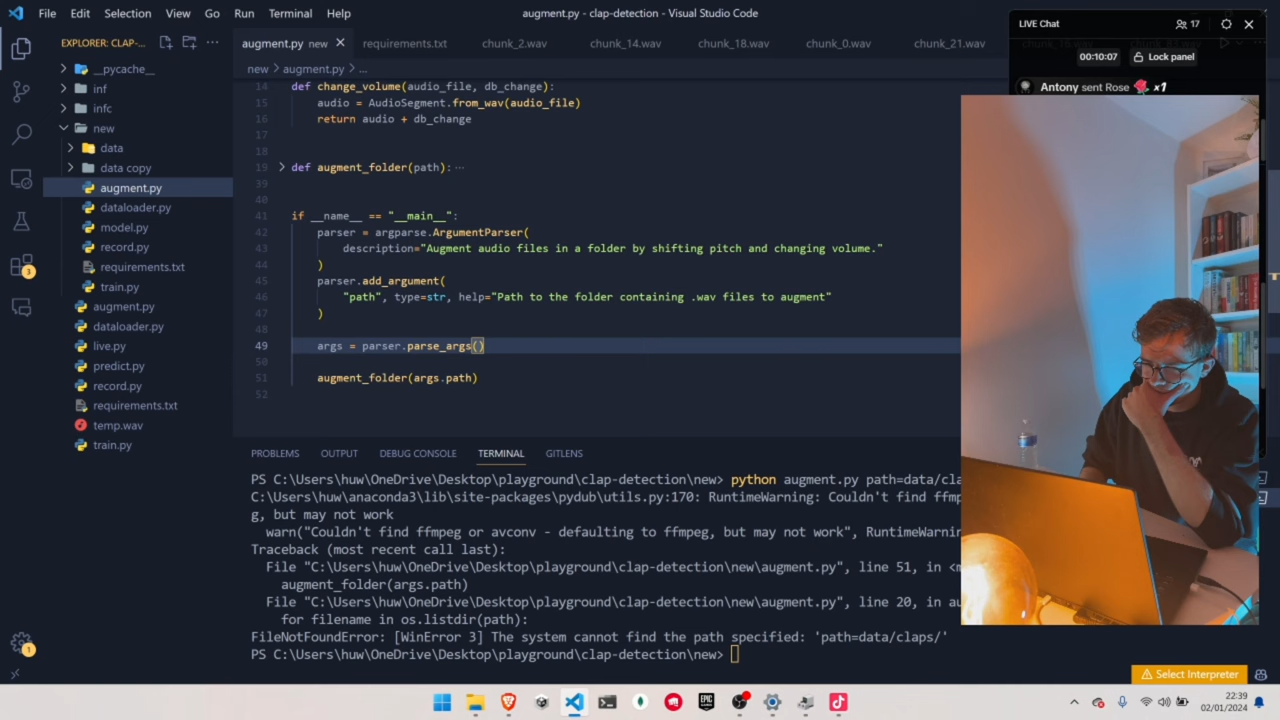 File Edit Selection View Go Run Terminal Help
augment.py - clap-detection - Visual Studio Code
EXPLORER: CLAP-...
__pycache__
inf
infc
new
data
data copy
augment.py
dataloader.py
model.py
record.py
requirements.txt
train.py
augment.py
dataloader.py
live.py
predict.py
record.py
requirements.txt
temp.wav
train.py
3
1
augment.py new
requirements.txt
chunk_2.wav
chunk_14.wav
chunk_18.wav
chunk_0.wav
chunk_21.wav
new > augment.py > ...
14 def change_volume(audio_file, db_change):
15 audio = AudioSegment.from_wav(audio_file)
16 return audio + db_change
17
18
19 def augment_folder(path): ...
39
40
41 if __name__ == "__main__":
42 parser = argparse.ArgumentParser(
43 description="Augment audio files in a folder by shifting pitch and changing volume."
44 )
45 parser.add_argument(
46 "path", type=str, help="Path to the folder containing .wav files to augment"
47 )
48
49 args = parser.parse_args()
50
51 augment_folder(args.path)
52
PROBLEMS OUTPUT DEBUG CONSOLE TERMINAL GITLENS
PS C:\Users\huw\OneDrive\Desktop\playground\clap-detection\new> python augment.py path=data/cla
C:\Users\huw\anaconda3\lib\site-packages\pydub\utils.py:170: RuntimeWarning: Couldn't find ffmp
g, but may not work
warn("Couldn't find ffmpeg or avconv - defaulting to ffmpeg, but may not work", RuntimeWarnin
Traceback (most recent call last):
File "C:\Users\huw\OneDrive\Desktop\playground\clap-detection\new\augment.py", line 51, in <m
augment_folder(args.path)
File "C:\Users\huw\OneDrive\Desktop\playground\clap-detection\new\augment.py", line 20, in au
for filename in os.listdir(path):
FileNotFoundError: [WinError 3] The system cannot find the path specified: 'path=data/claps/'
PS C:\Users\huw\OneDrive\Desktop\playground\clap-detection\new>
LIVE Chat
17
00:10:07
Lock panel
Antony sent Rose x1
Select Interpreter
EPIC GAMES
22:39
02/01/2024